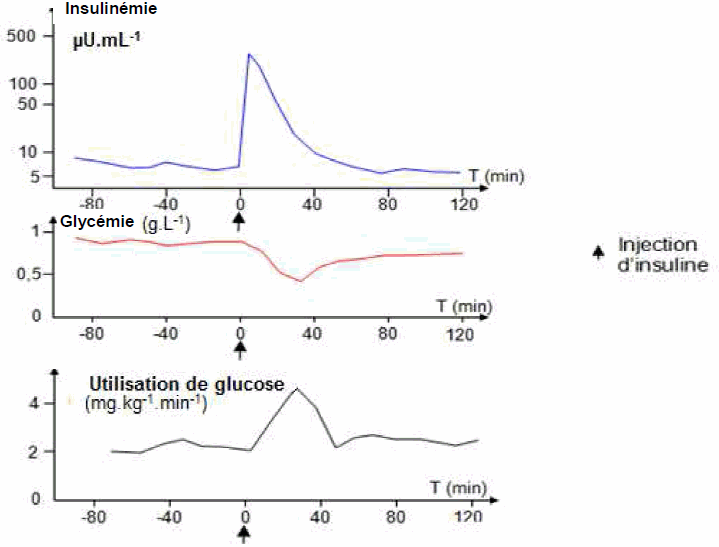 Insulinémie
µU.mL-1
500
100
50
10
5
T (min)
-80 -40 0 40 80 120
Glycémie (g.L-1)
1
0,5
0
T (min)
-80 -40 0 40 80 120
Injection
d'insuline
Utilisation de glucose
(mg.kg-1.min-1)
4
2
0
T (min)
-80 -40 0 40 80 120